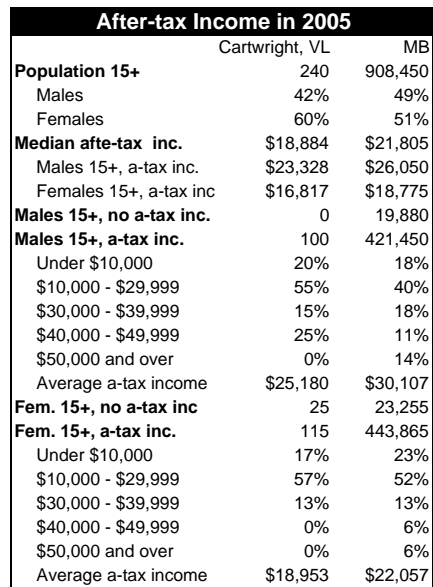 After-tax Income in 2005
Cartwright, VL MB
Population 15+ 240 908,450
Males 42% 49%
Females 60% 51%
Median afte-tax inc. $18,884 $21,805
Males 15+, a-tax inc. $23,328 $26,050
Females 15+, a-tax inc $16,817 $18,775
Males 15+, no a-tax inc. 0 19,880
Males 15+, a-tax inc. 100 421,450
Under $10,000 20% 18%
$10,000 - $29,999 55% 40%
$30,000 - $39,999 15% 18%
$40,000 - $49,999 25% 11%
$50,000 and over 0% 14%
Average a-tax income $25,180 $30,107
Fem. 15+, no a-tax inc 25 23,255
Fem. 15+, a-tax inc. 115 443,865
Under $10,000 17% 23%
$10,000 - $29,999 57% 52%
$30,000 - $39,999 13% 13%
$40,000 - $49,999 0% 6%
$50,000 and over 0% 6%
Average a-tax income $18,953 $22,057